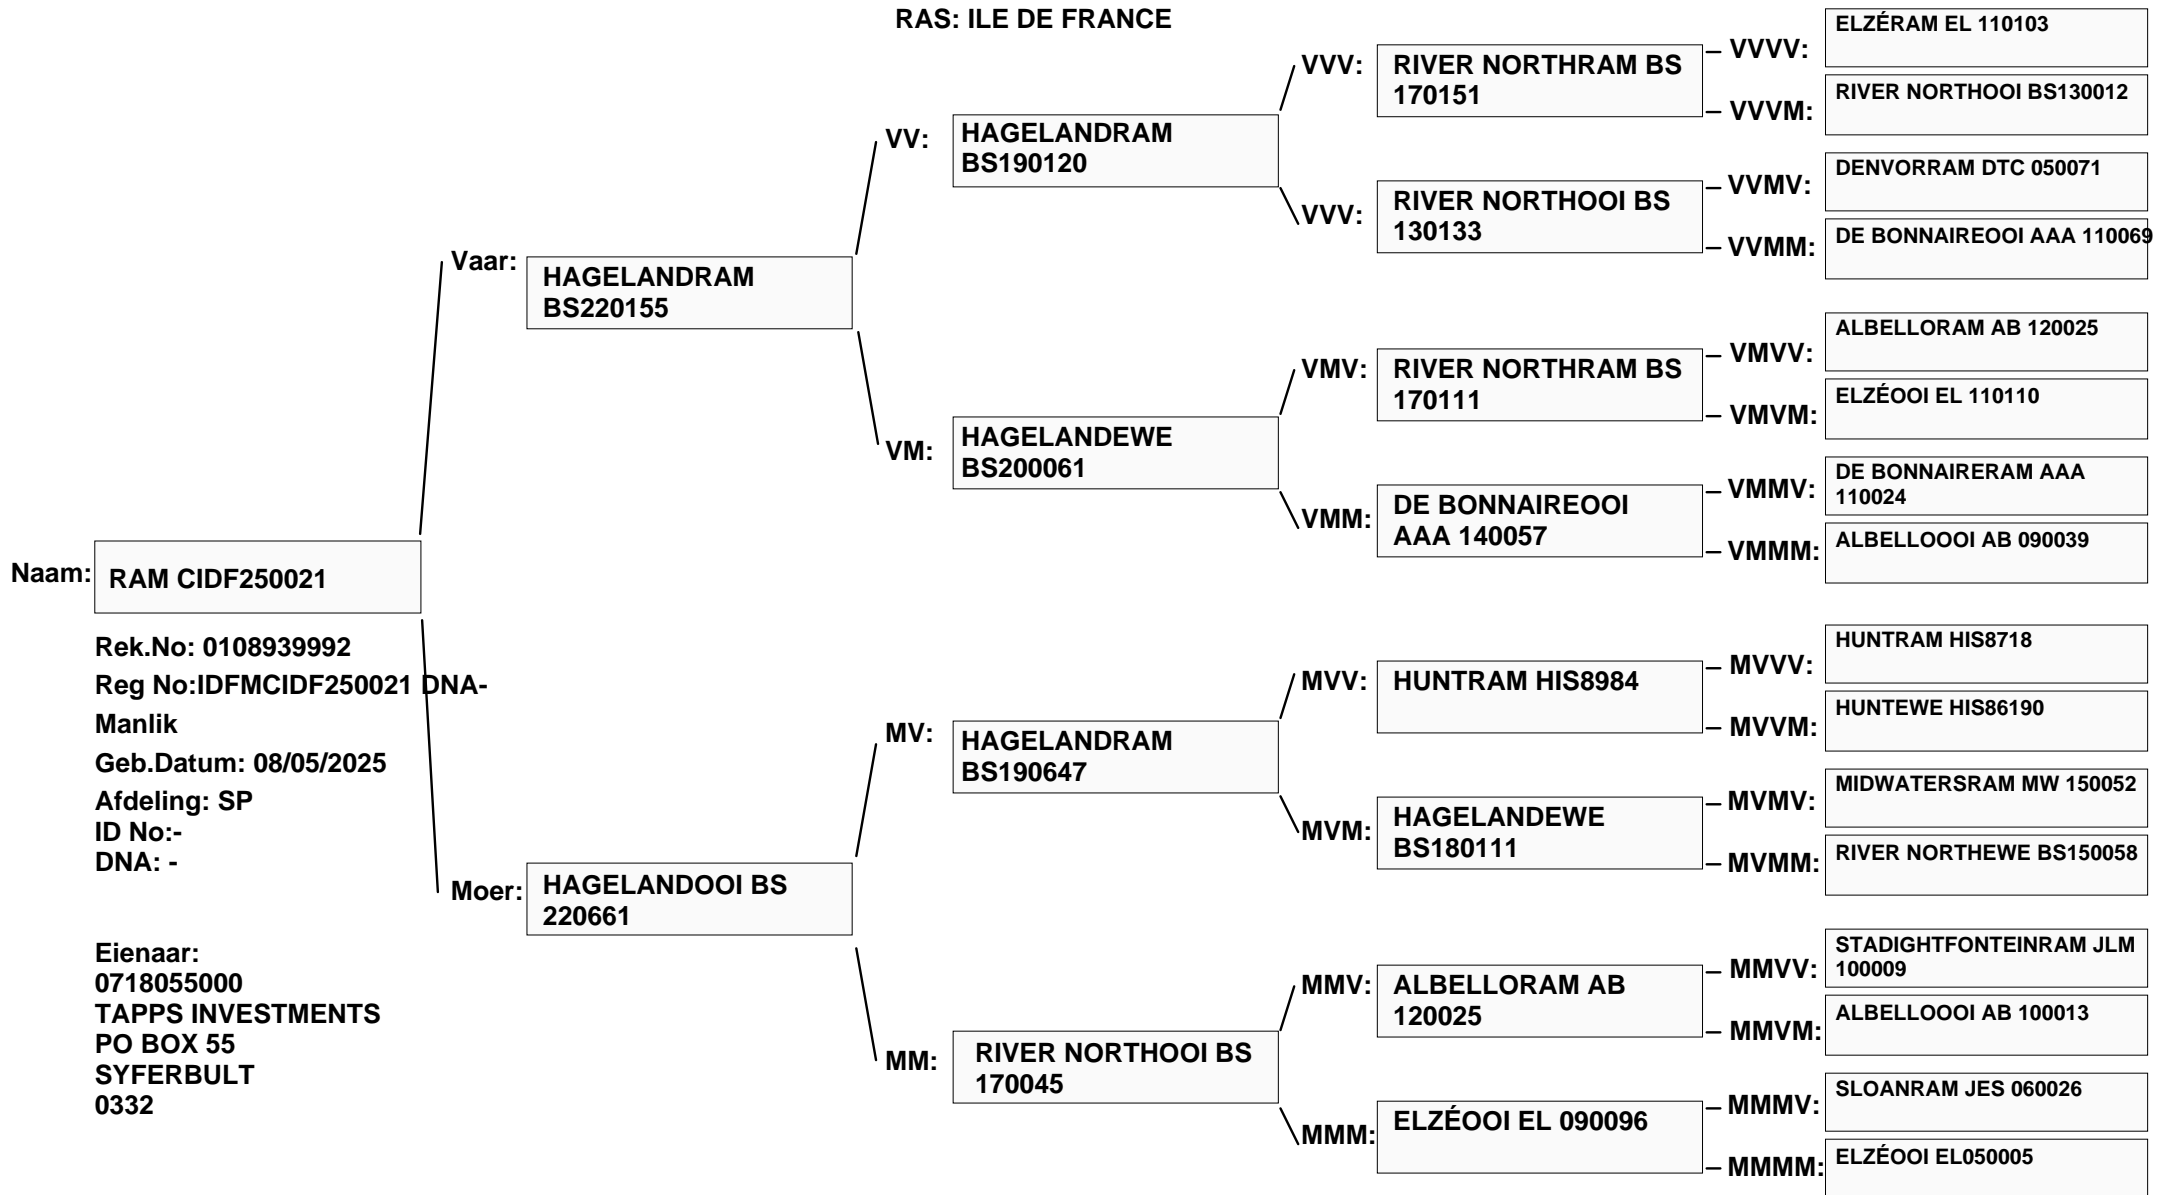 RAS: ILE DE FRANCE
Naam:
RAM CIDF250021
Rek.No: 0108939992
Reg No:IDFMCIDF250021 DNA-
Manlik
Geb.Datum: 08/05/2025
Afdeling: SP
ID No:-
DNA: -
Eienaar:
0718055000
TAPPS INVESTMENTS
PO BOX 55
SYFERBULT
0332
Vaar:
HAGELANDRAM
BS220155
Moer:
HAGELANDOOI BS
220661
VV:
HAGELANDRAM
BS190120
VM:
HAGELANDEWE
BS200061
MV:
HAGELANDRAM
BS190647
MM:
RIVER NORTHOOI BS
170045
VVV:
RIVER NORTHRAM BS
170151
VVV:
RIVER NORTHOOI BS
130133
VMV:
RIVER NORTHRAM BS
170111
VMM:
DE BONNAIREOOI
AAA 140057
MVV:
HUNTRAM HIS8984
MVM:
HAGELANDEWE
BS180111
MMV:
ALBELLORAM AB
120025
MMM:
ELZÉOOI EL 090096
VVVV:
ELZÉRAM EL 110103
VVVM:
RIVER NORTHOOI BS130012
VVMV:
DENVORRAM DTC 050071
VVMM:
DE BONNAIREOOI AAA 110069
VMVV:
ALBELLORAM AB 120025
VMVM:
ELZÉOOI EL 110110
VMMV:
DE BONNAIRERAM AAA
110024
VMMM:
ALBELLOOOI AB 090039
MVVV:
HUNTRAM HIS8718
MVVM:
HUNTEWE HIS86190
MVMV:
MIDWATERSRAM MW 150052
MVMM:
RIVER NORTHEWE BS150058
MMVV:
STADIGHTFONTEINRAM JLM
100009
MMVM:
ALBELLOOOI AB 100013
MMMV:
SLOANRAM JES 060026
MMMM:
ELZÉOOI EL050005